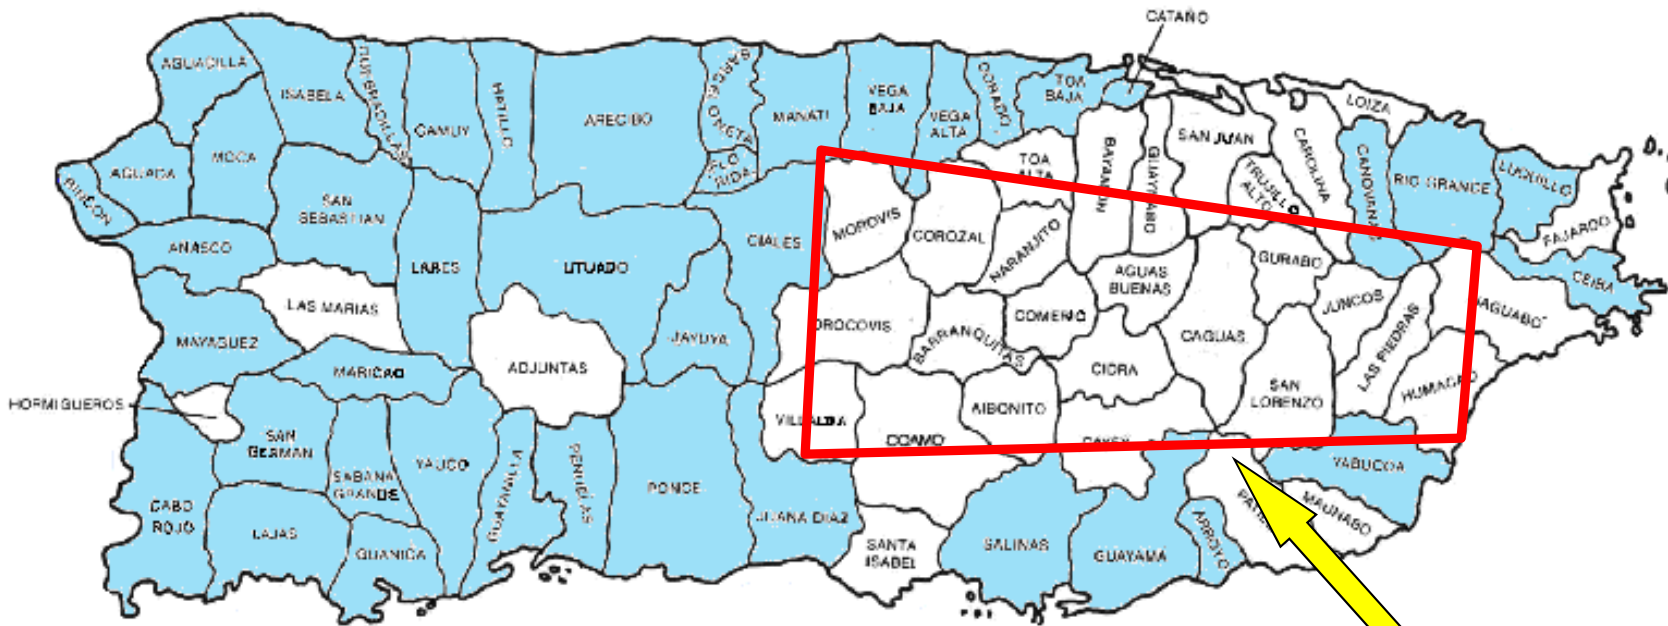 CATAÑO
AGUADILLA
ISABELA
QUEBRADILLAS
CAMUY
HATILLO
ARECIBO
BARCELONETA
MANATI
VEGA
BAJA
VEGA
ALTA
DORADO
TOA
BAJA
LOIZA
SAN JUAN
CAROLINA
BAYAMON
GUAYNABO
TOA
ALTA
TRUJILLO
ALTO
CANOVANAS
RIO GRANDE
LUQUILLO
FAJARDO
CEIBA
MOCA
AGUADA
RINCON
SAN
SEBASTIAN
FLO
RIDA
ANASCO
LARES
UTUADO
CIALES
MOROVIS
COROZAL
NARANJITO
AGUAS
BUENAS
GURABO
JUNCOS
LAS PIEDRAS
NAGUABO
HUMACAO
LAS MARIAS
MAYAGUEZ
MARICAO
ADJUNTAS
JAYUYA
OROCOVIS
BARRANQUITAS
COMERIO
CAGUAS
CIDRA
SAN
LORENZO
HORMIGUEROS
VILLALBA
COAMO
AIBONITO
CAYEY
YABUCOA
MAUNABO
SAN
GERMAN
SABANA
GRANDE
YAUCO
GUAYANILLA
PENUELAS
PONCE
JUANA DIAZ
CABO
ROJO
LAJAS
GUANICA
SANTA
ISABEL
SALINAS
GUAYAMA
ARROYO